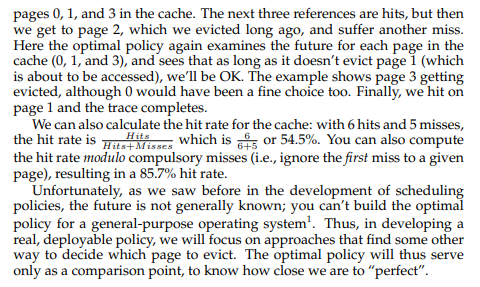 pages 0, 1, and 3 in the cache. The next three references are hits, but then
we get to page 2, which we evicted long ago, and suffer another miss.
Here the optimal policy again examines the future for each page in the
cache (0, 1, and 3), and sees that as long as it doesn't evict page 1 (which
is about to be accessed), we'll be OK. The example shows page 3 getting
evicted, although 0 would have been a fine choice too. Finally, we hit on
page 1 and the trace completes.
We can also calculate the hit rate for the cache: with 6 hits and 5 misses,
the hit rate is Hits/Hits+Misses which is 6/6+5 or 54.5%. You can also compute
the hit rate modulo compulsory misses (i.e., ignore the first miss to a given
page), resulting in a 85.7% hit rate.
Unfortunately, as we saw before in the development of scheduling
policies, the future is not generally known; you can't build the optimal
policy for a general-purpose operating system¹. Thus, in developing a
real, deployable policy, we will focus on approaches that find some other
way to decide which page to evict. The optimal policy will thus serve
only as a comparison point, to know how close we are to "perfect".